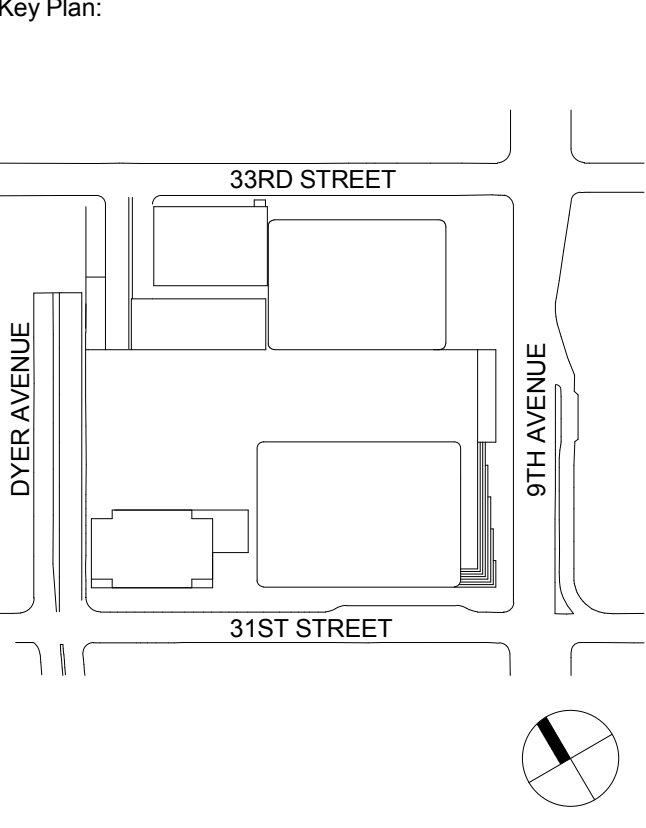 Key Plan:
33RD STREET
DYER AVENUE
9TH AVENUE
31ST STREET